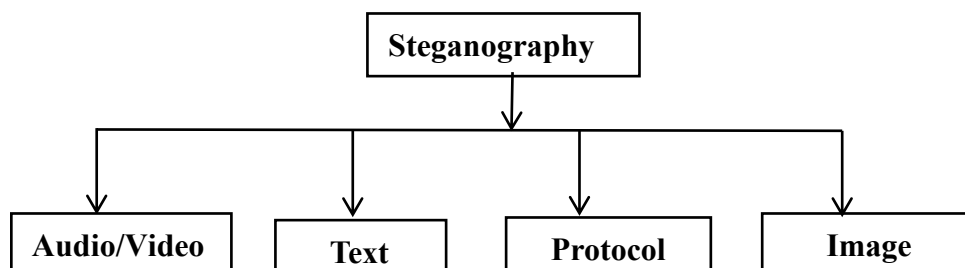 Steganography
Audio/Video
Text
Protocol
Image